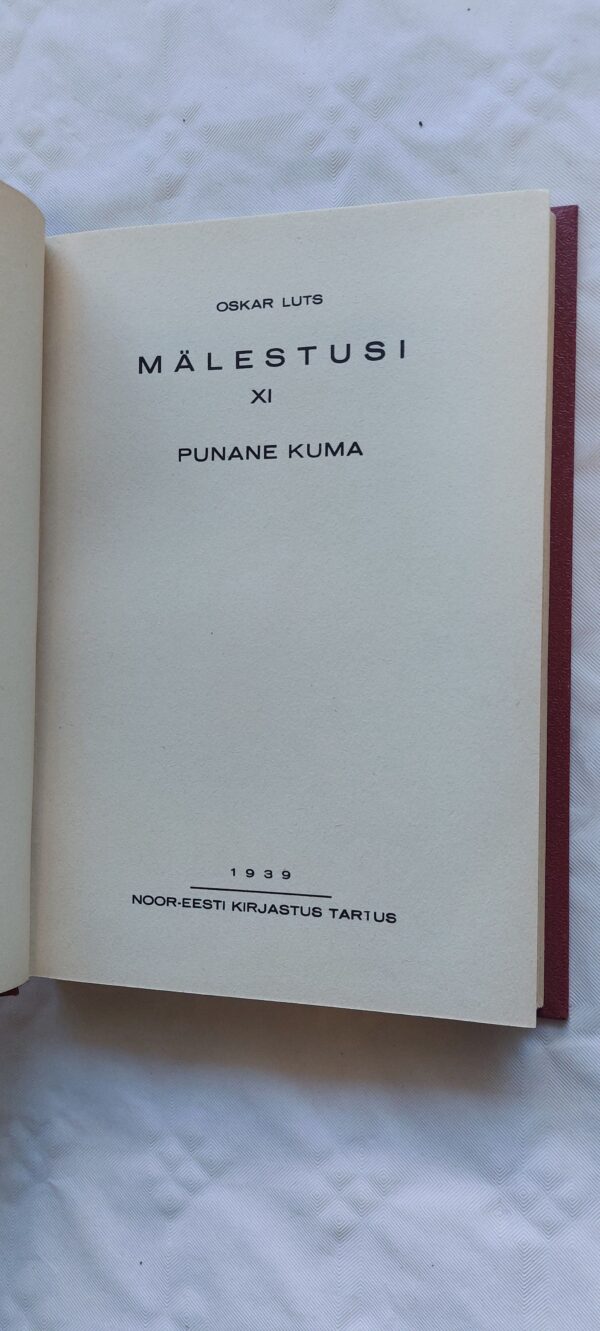 OSKAR LUTS
MÄLESTUSI
XI
PUNANE KUMA
1939
NOOR-EESTI KIRJASTUS TARTUS